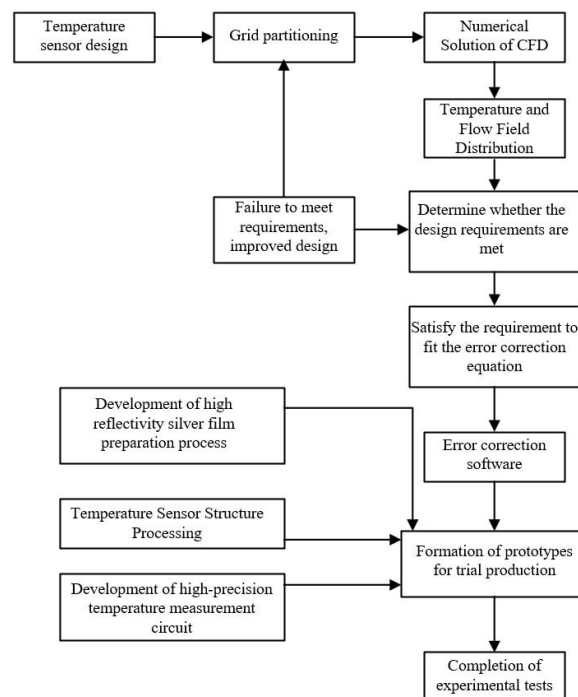 Temperature
sensor design
Grid partitioning
Numerical
Solution of CFD
Temperature and
Flow Field
Distribution
Failure to meet
requirements,
improved design
Determine whether the
design requirements are
met
Satisfy the requirement to
fit the error correction
equation
Development of high
reflectivity silver film
preparation process
Error correction
software
Temperature Sensor Structure
Processing
Formation of prototypes
for trial production
Development of high-precision
temperature measurement
circuit
Completion of
experimental tests